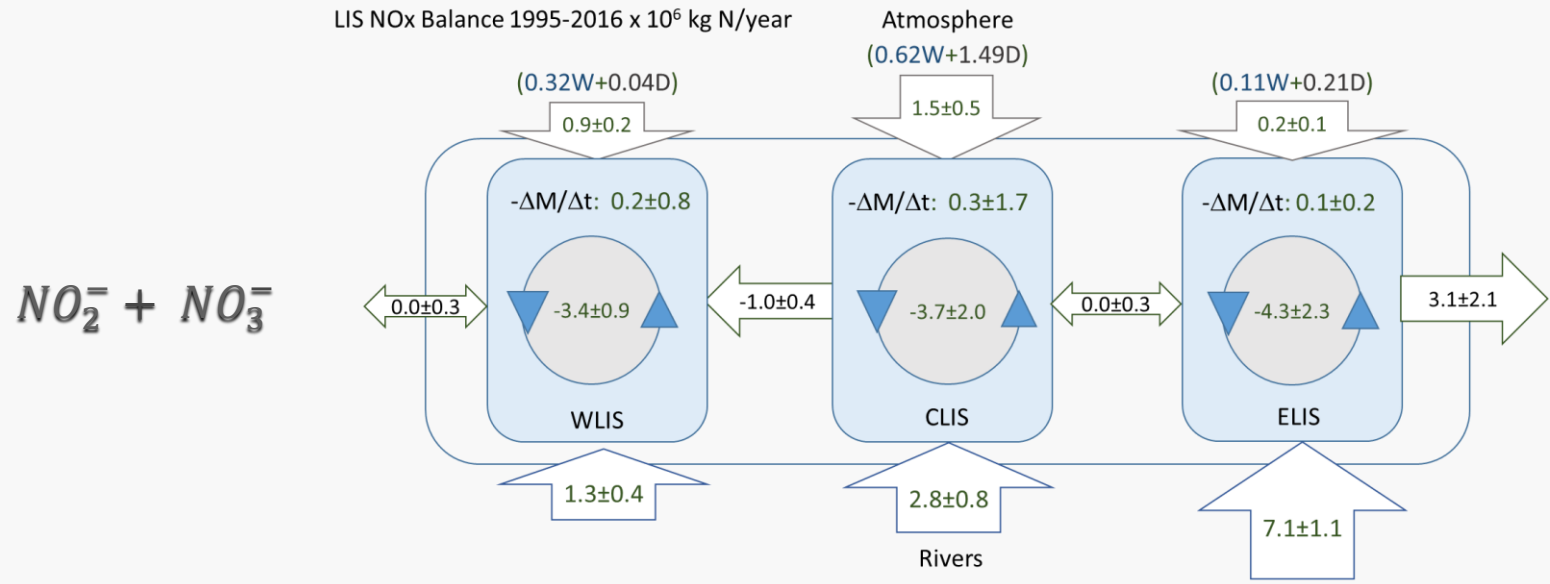 LIS NOx Balance 1995-2016 x 10⁶ kg N/year
Atmosphere
(0.32W+0.04D)
(0.62W+1.49D)
(0.11W+0.21D)
0.9±0.2
1.5±0.5
0.2±0.1
-ΔM/Δt: 0.2±0.8
-ΔM/Δt: 0.3±1.7
-ΔM/Δt: 0.1±0.2
NO₂⁻ + NO₃⁻
0.0±0.3
-3.4±0.9
-1.0±0.4
-3.7±2.0
0.0±0.3
-4.3±2.3
3.1±2.1
WLIS
CLIS
ELIS
1.3±0.4
2.8±0.8
7.1±1.1
Rivers